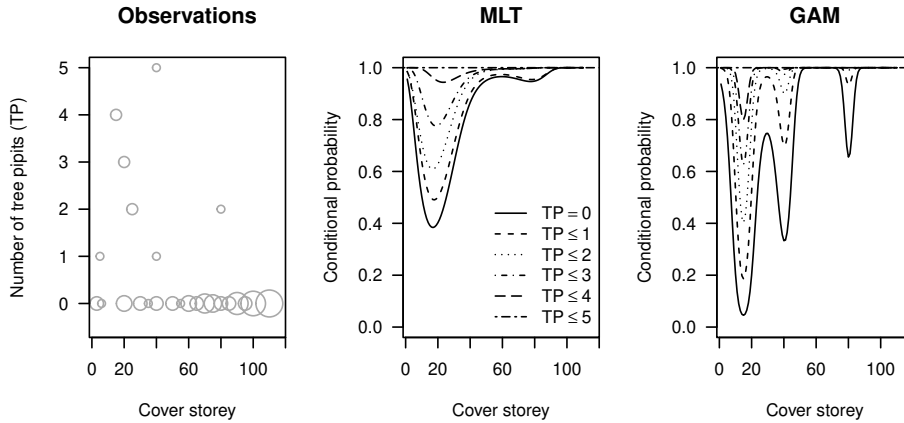 Observations
Number of tree pipits (TP)
5
4
3
2
1
0
0 20 60 100
Cover storey
MLT
Conditional probability
1.0
0.8
0.6
0.4
0.2
0.0
TP = 0
TP ≤ 1
TP ≤ 2
TP ≤ 3
TP ≤ 4
TP ≤ 5
0 20 60 100
Cover storey
GAM
Conditional probability
1.0
0.8
0.6
0.4
0.2
0.0
0 20 60 100
Cover storey